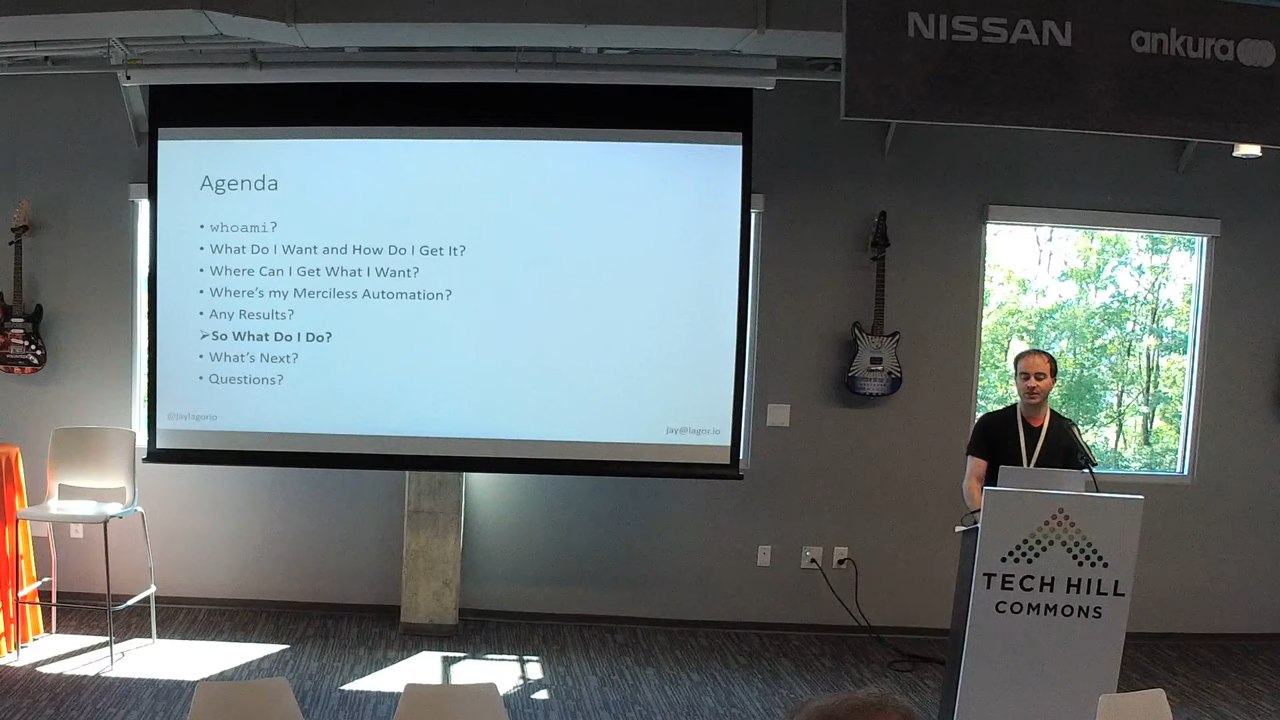 NISSAN
ankura
Agenda
• whoami?
• What Do I Want and How Do I Get It?
• Where Can I Get What I Want?
• Where's my Merciless Automation?
• Any Results?
➢So What Do I Do?
• What's Next?
• Questions?
@jaylagorio
jay@lagor.io
TECH HILL
COMMONS